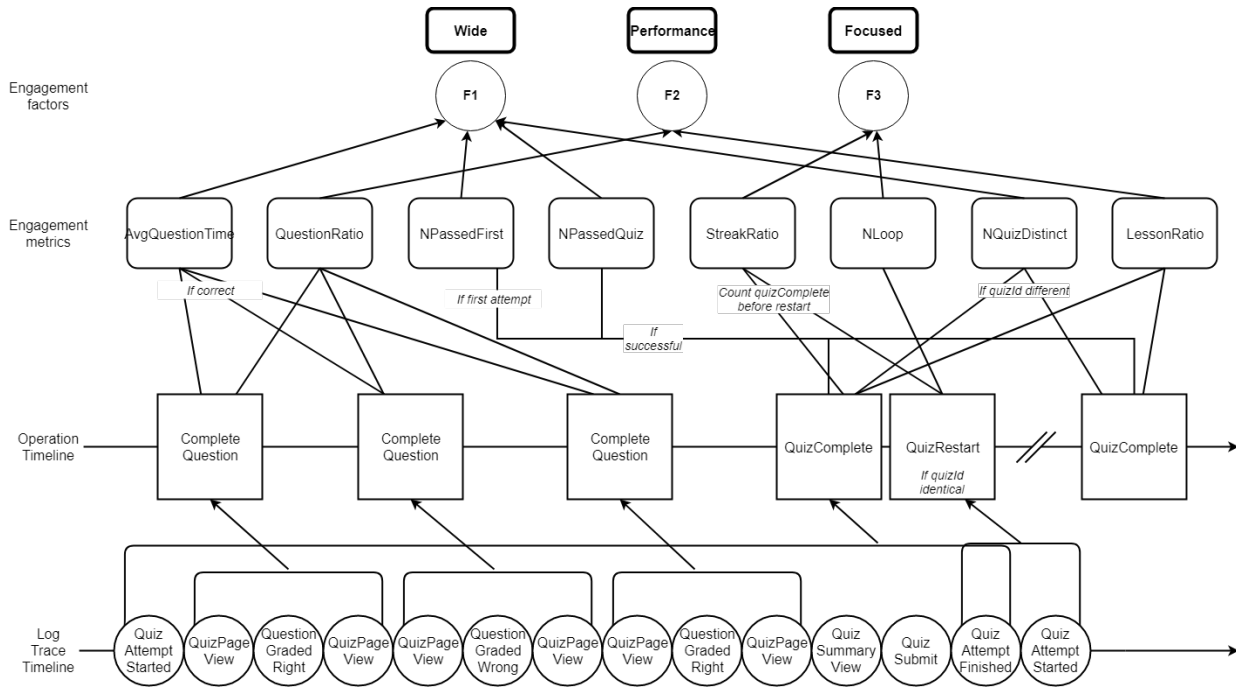 Wide
Performance
Focused
Engagement
factors
F1
F2
F3
Engagement
metrics
AvgQuestionTime
QuestionRatio
NPassedFirst
NPassedQuiz
StreakRatio
NLoop
NQuizDistinct
LessonRatio
If correct
If first attempt
Count quizComplete
before restart
If quizId different
If
successful
Operation
Timeline
Complete
Question
Complete
Question
Complete
Question
QuizComplete
QuizRestart
If quizId
identical
QuizComplete
Log
Trace
Timeline
Quiz
Attempt
Started
QuizPage
View
Question
Graded
Right
QuizPage
View
QuizPage
View
Question
Graded
Wrong
QuizPage
View
QuizPage
View
Question
Graded
Right
QuizPage
View
Quiz
Summary
View
Quiz
Submit
Quiz
Attempt
Finished
Quiz
Attempt
Started